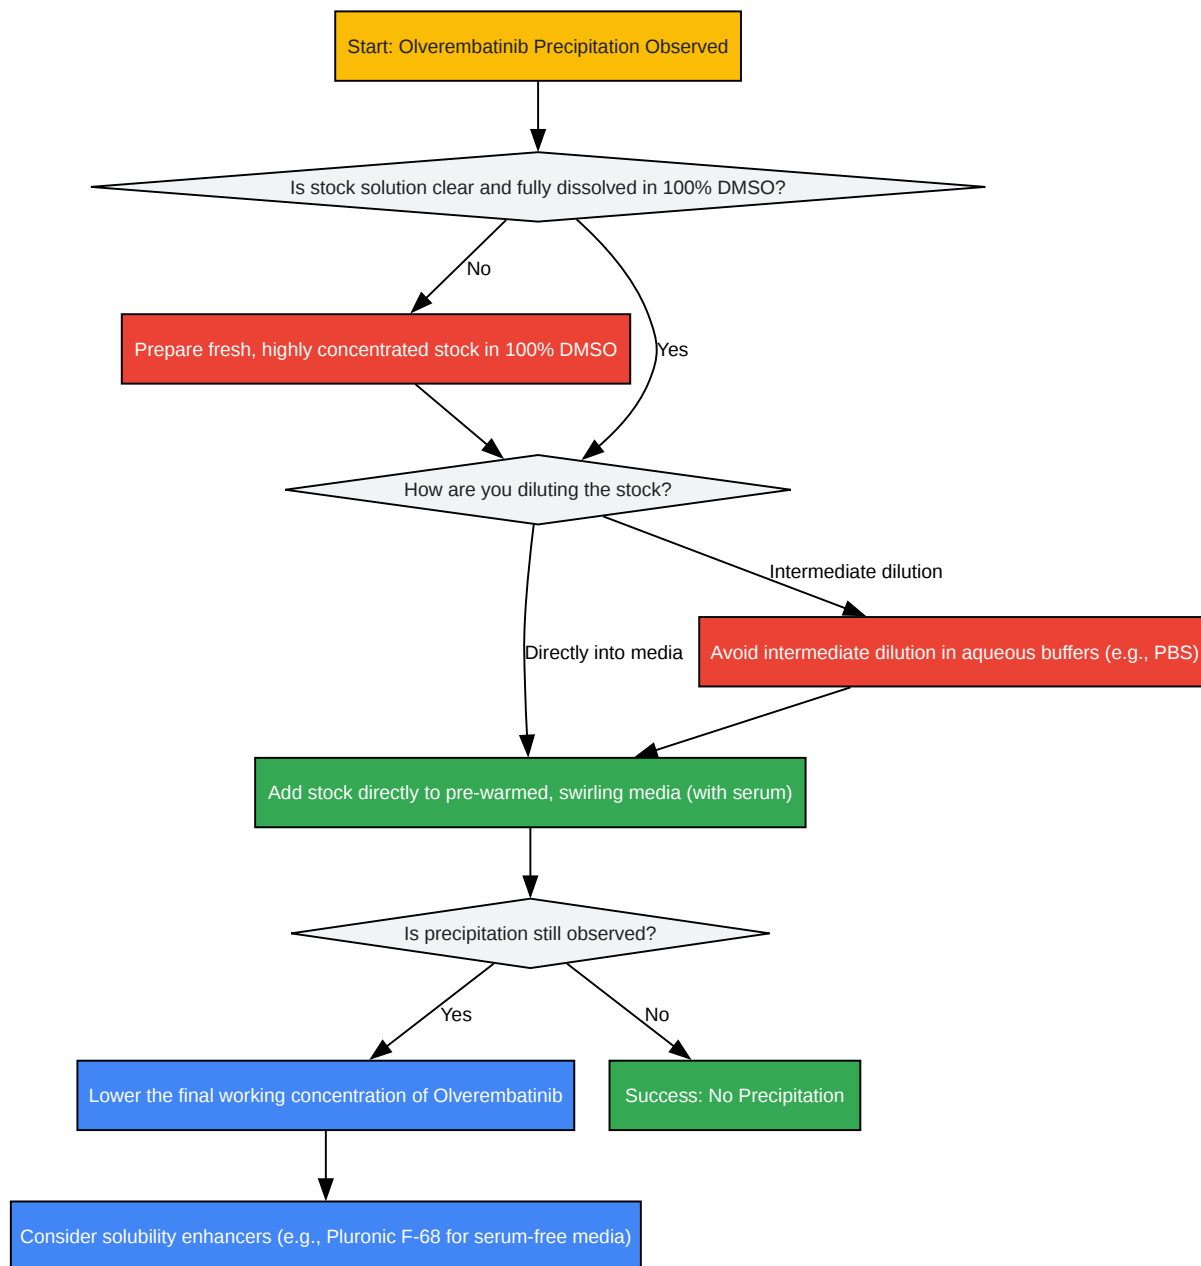 Start: Olverembatinib Precipitation Observed
Is stock solution clear and fully dissolved in 100% DMSO?
No
Prepare fresh, highly concentrated stock in 100% DMSO
Yes
How are you diluting the stock?
Intermediate dilution
Directly into media
Avoid intermediate dilution in aqueous buffers (e.g., PBS)
Add stock directly to pre-warmed, swirling media (with serum)
Is precipitation still observed?
Yes
No
Lower the final working concentration of Olverembatinib
Success: No Precipitation
Consider solubility enhancers (e.g., Pluronic F-68 for serum-free media)